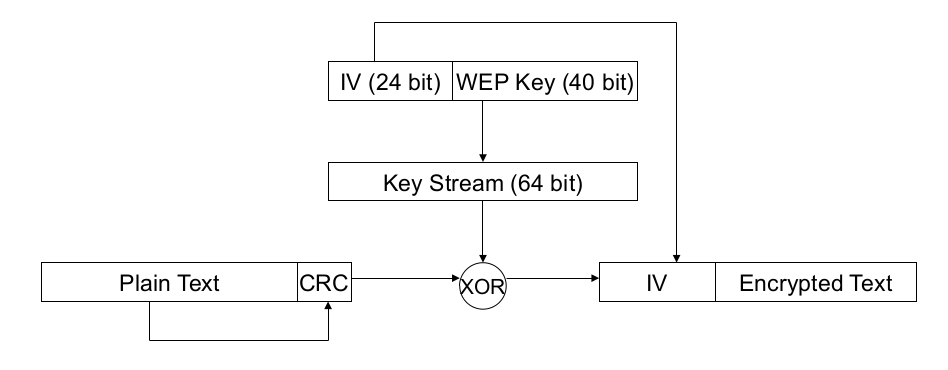 IV (24 bit)
WEP Key (40 bit)
Key Stream (64 bit)
Plain Text
CRC
XOR
IV
Encrypted Text